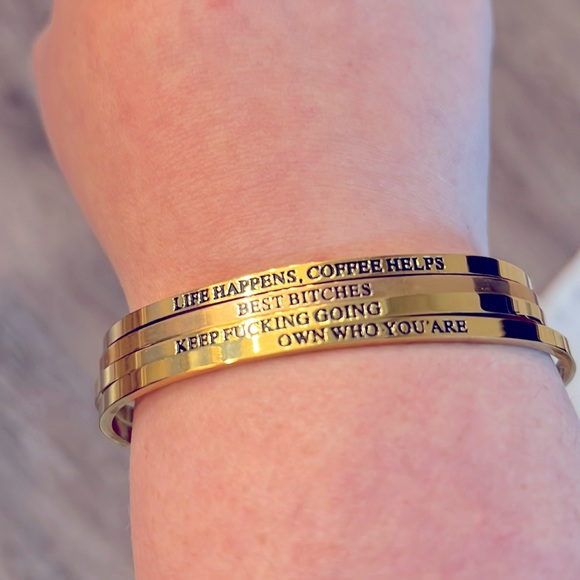 LIFE HAPPENS, COFFEE HELPS
BEST BITCHES
KEEP FUCKING GOING
OWN WHO YOU'ARE